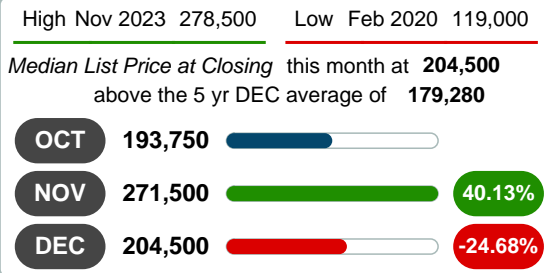 High Nov 2023 278,500 Low Feb 2020 119,000
Median List Price at Closing this month at 204,500
above the 5 yr DEC average of 179,280
OCT 193,750
NOV 271,500 40.13%
DEC 204,500 -24.68%